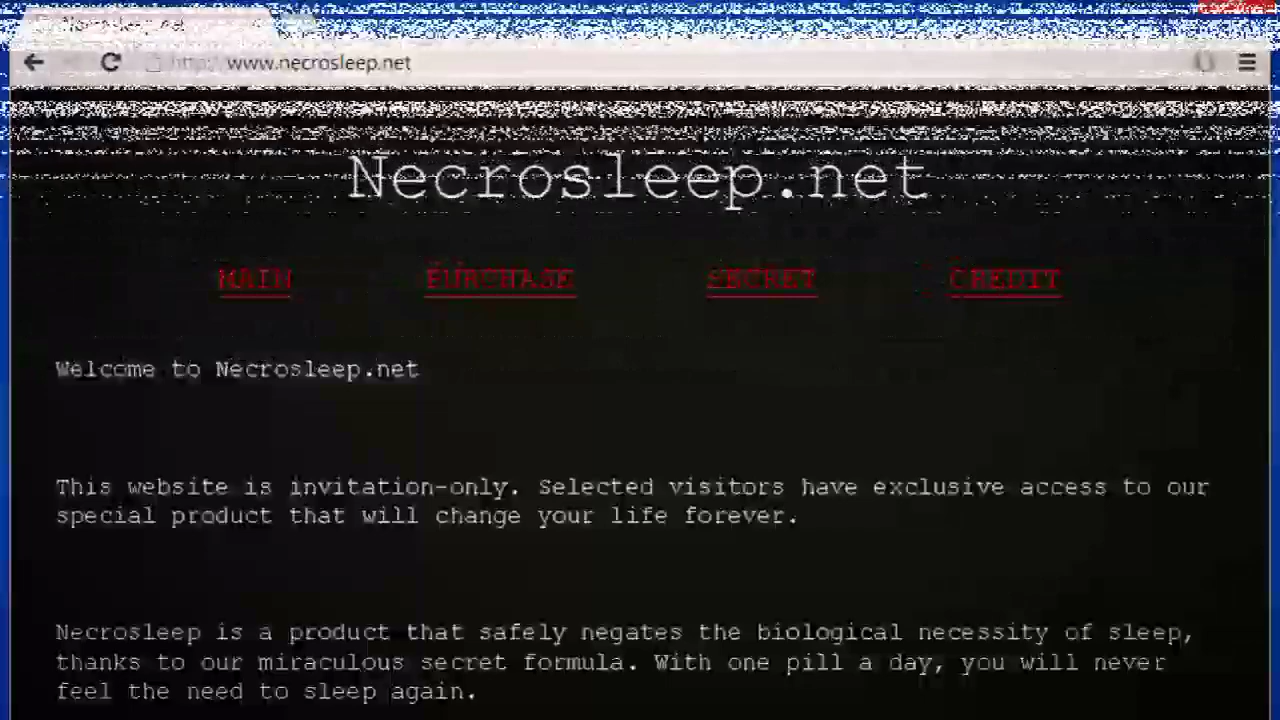 http://www.necrosleep.net
Necrosleep.net
MAIN PURCHASE SECRET CREDIT
Welcome to Necrosleep.net
This website is invitation-only. Selected visitors have exclusive access to our
special product that will change your life forever.
Necrosleep is a product that safely negates the biological necessity of sleep,
thanks to our miraculous secret formula. With one pill a day, you will never
feel the need to sleep again.